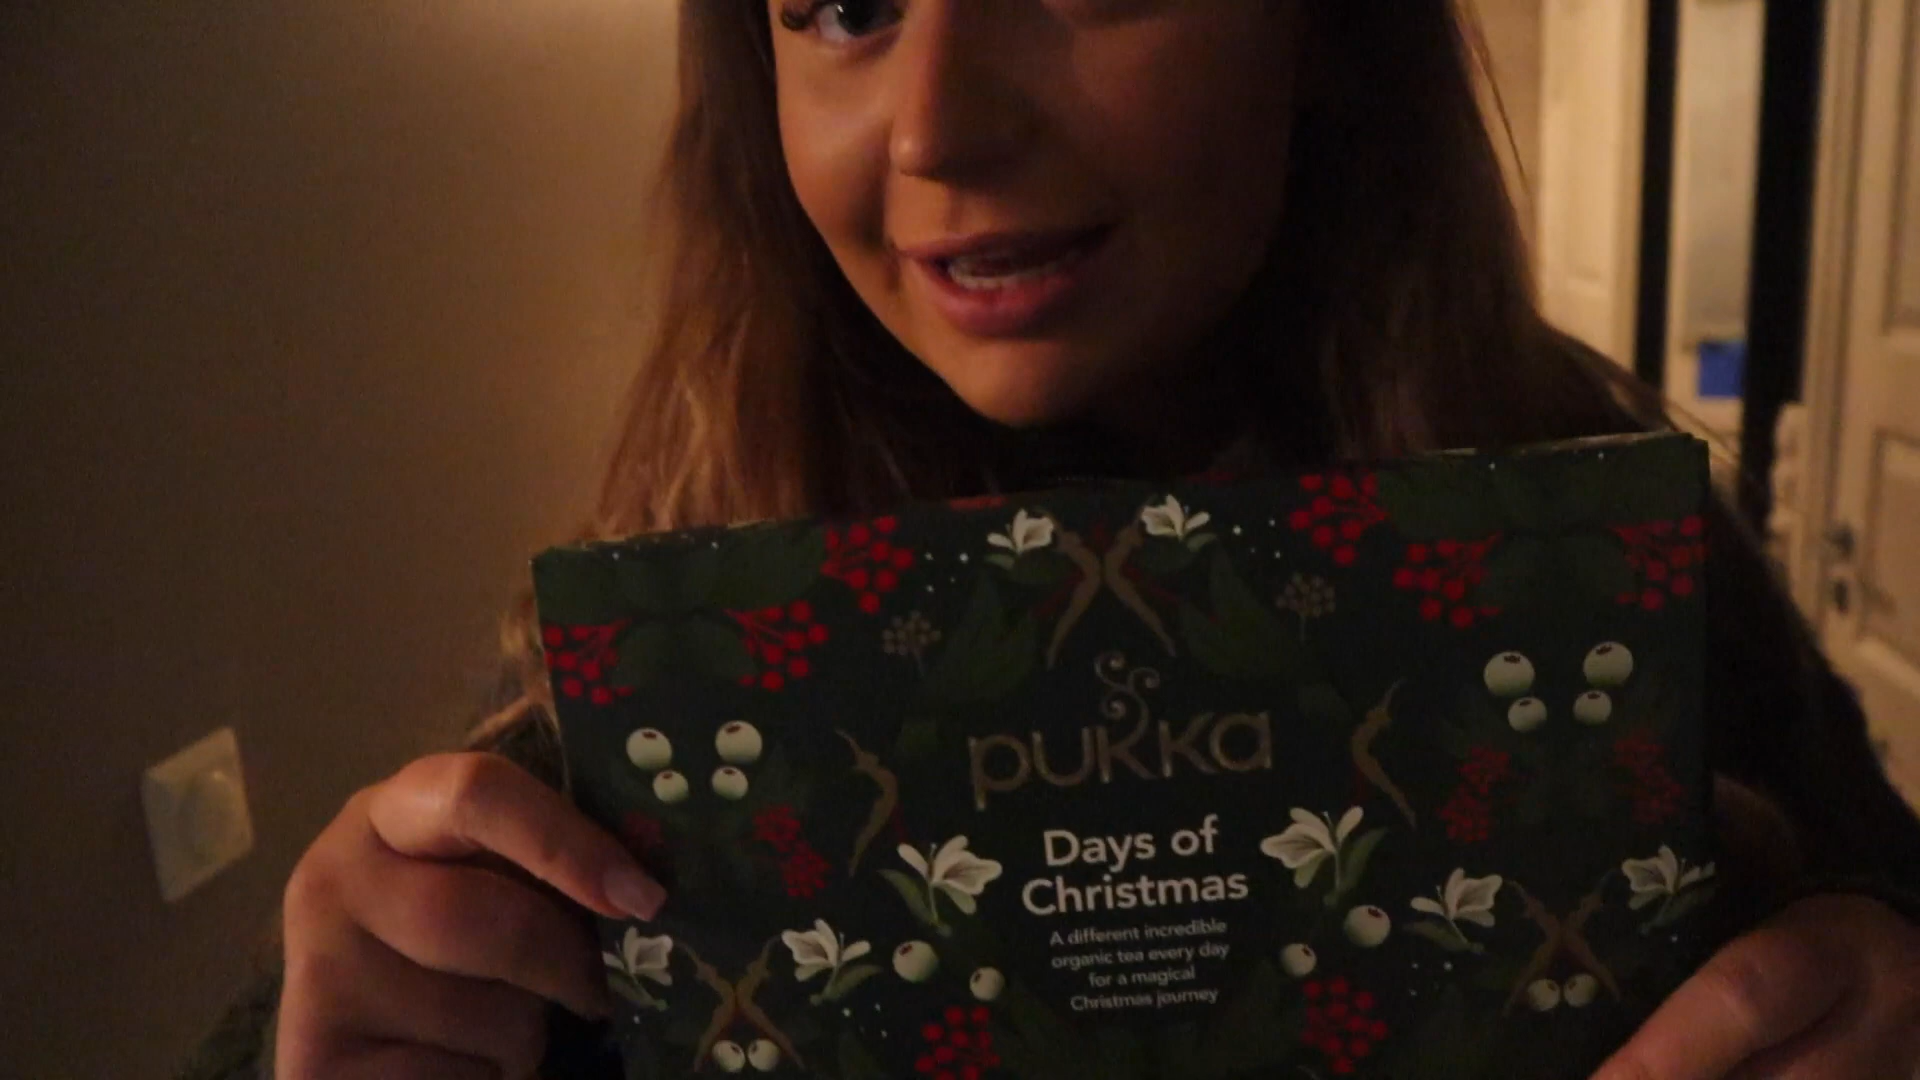 pukka
Days of
Christmas
A different incredible
organic tea every day
for a magical
Christmas journey